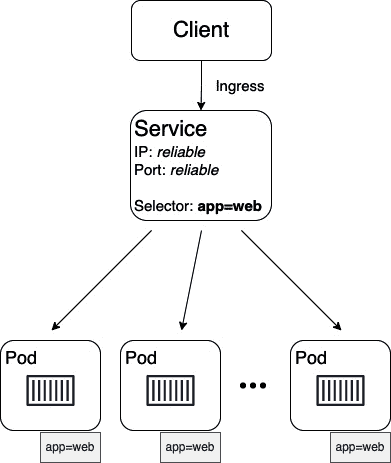 Client
Ingress
Service
IP: reliable
Port: reliable
Selector: app=web
Pod
Pod
Pod
app=web
app=web
app=web